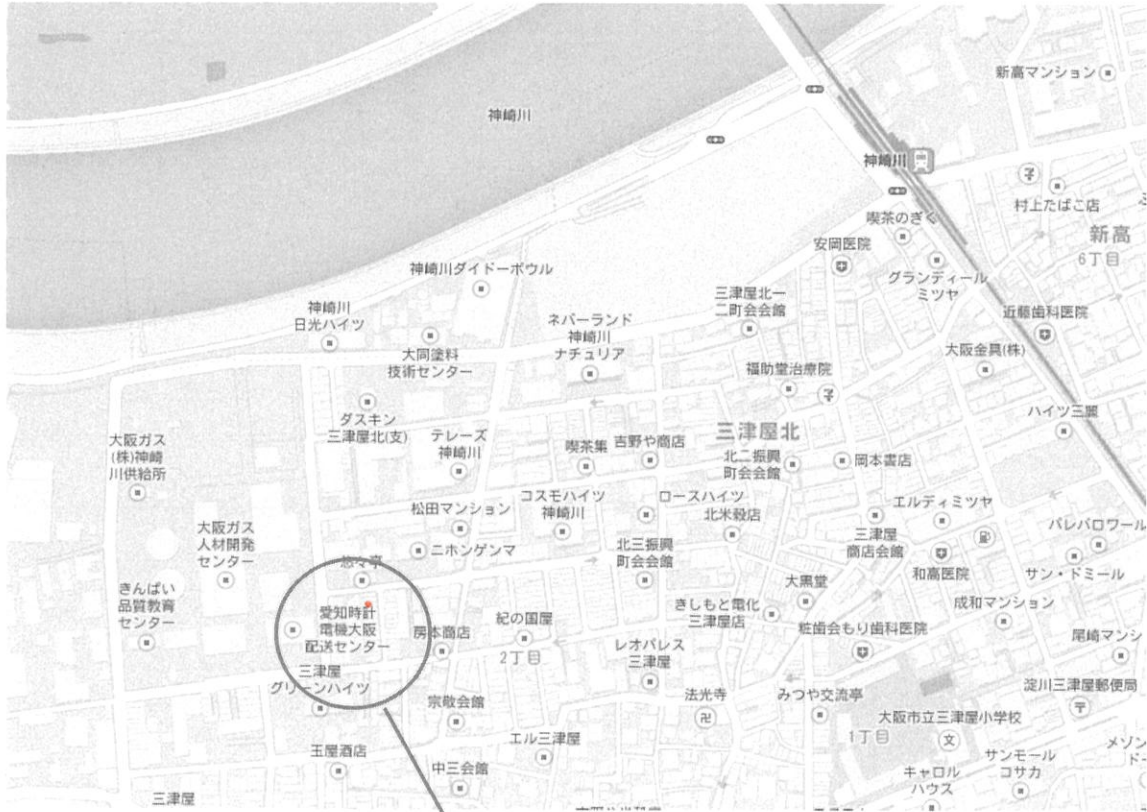 新高マンション
神崎川
神崎川
村上たばこ店
喫茶のぎく
新高
6丁目
安岡医院
グランディール
ミツヤ
神崎川ダイドーボウル
三津屋北一
二町会会館
神崎川
日光ハイツ
ネバーランド
神崎川
ナチュリア
近藤歯科医院
大同塗料
技術センター
大阪金具(株)
福助堂治療院
ダスキン
三津屋北(支)
ハイツ三麗
三津屋北
大阪ガス
(株)神崎
川供給所
テレーズ
神崎川
喫茶集
吉野や商店
北二振興
町会会館
岡本書店
松田マンション
コスモハイツ
神崎川
ロースハイツ
北米穀店
エルディミツヤ
大阪ガス
人材開発
センター
三津屋
商店会館
パレパロワール
ニホンゲンマ
北三振興
町会会館
和高医院
サン・ドミール
悠々亭
大黒堂
きんぱい
品質教育
センター
愛知時計
電機大阪
配送センター
房本商店
紀の国屋
2丁目
きしもと電化
三津屋店
成和マンション
粧歯会もり歯科医院
尾崎マンシ
レオパレス
三津屋
三津屋
グリーンハイツ
宗敬会館
法光寺
卍
みつや交流亭
淀川三津屋郵便局
〒
大阪市立三津屋小学校
文
1丁目
玉屋酒店
エル三津屋
中三会館
サンモール
コサカ
メゾン
ド
キャロル
ハウス
三津屋